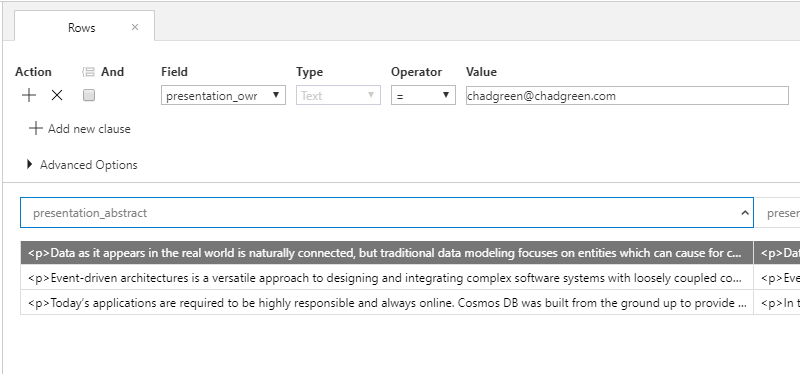 Rows ×
Action And Field Type Operator Value
presentation_owr Text = chadgreen@chadgreen.com
Add new clause
Advanced Options
presentation_abstract presen
<p>Data as it appears in the real world is naturally connected, but traditional data modeling focuses on entities which can cause for c... <p>Dat
<p>Event-driven architectures is a versatile approach to designing and integrating complex software systems with loosely coupled co... <p>Eve
<p>Today's applications are required to be highly responsible and always online. Cosmos DB was built from the ground up to provide ... <p>In t